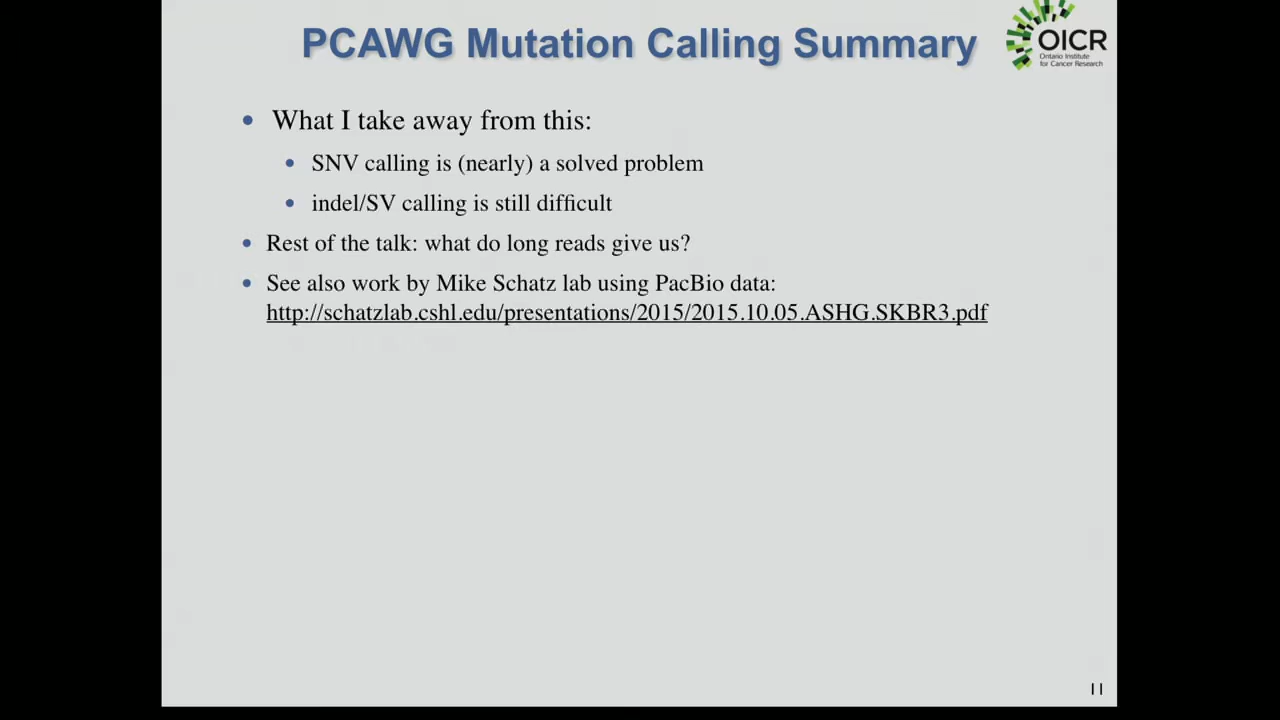 PCAWG Mutation Calling Summary
OICR
Ontario Institute
for Cancer Research
• What I take away from this:
• SNV calling is (nearly) a solved problem
• indel/SV calling is still difficult
• Rest of the talk: what do long reads give us?
• See also work by Mike Schatz lab using PacBio data:
http://schatzlab.cshl.edu/presentations/2015/2015.10.05.ASHG.SKBR3.pdf
11